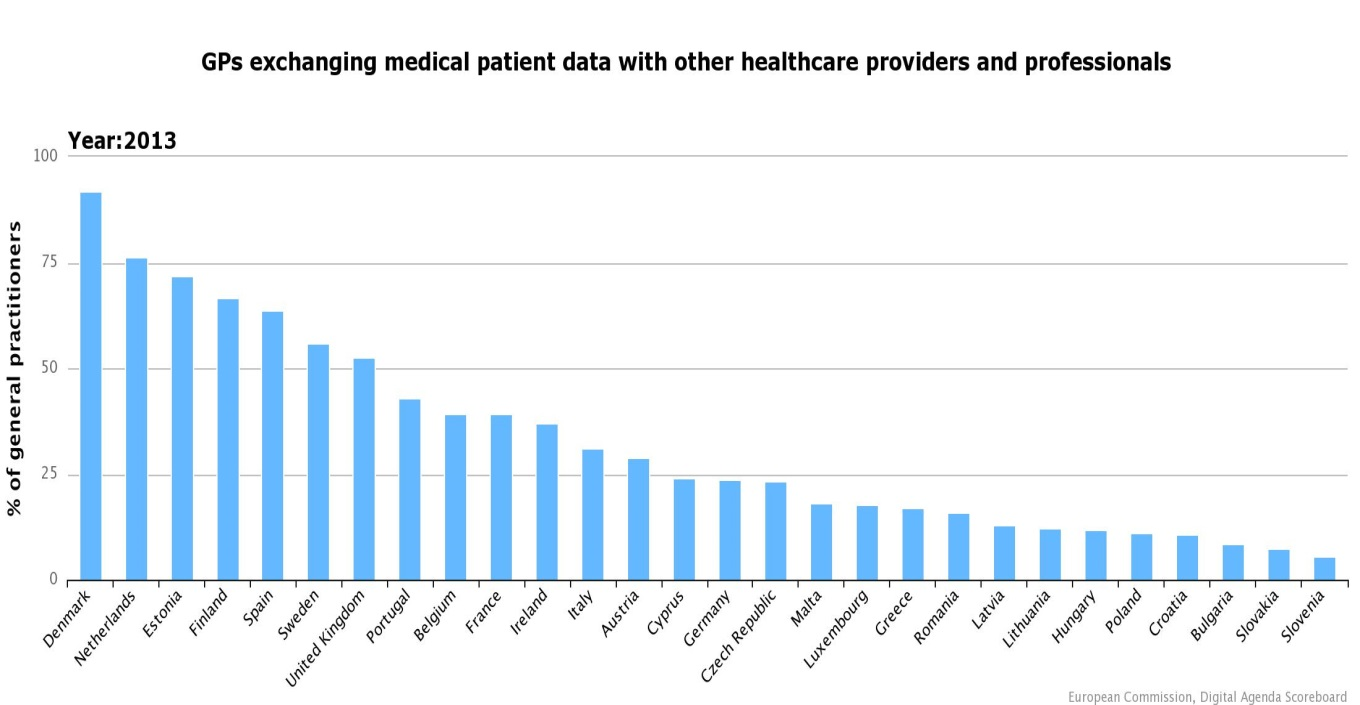 GPs exchanging medical patient data with other healthcare providers and professionals
Year:2013
100
75
50
25
0
% of general practitioners
Denmark
Netherlands
Estonia
Finland
Spain
Sweden
United Kingdom
Portugal
Belgium
France
Ireland
Italy
Austria
Cyprus
Germany
Czech Republic
Malta
Luxembourg
Greece
Romania
Latvia
Lithuania
Hungary
Poland
Croatia
Bulgaria
Slovakia
Slovenia
European Commission, Digital Agenda Scoreboard